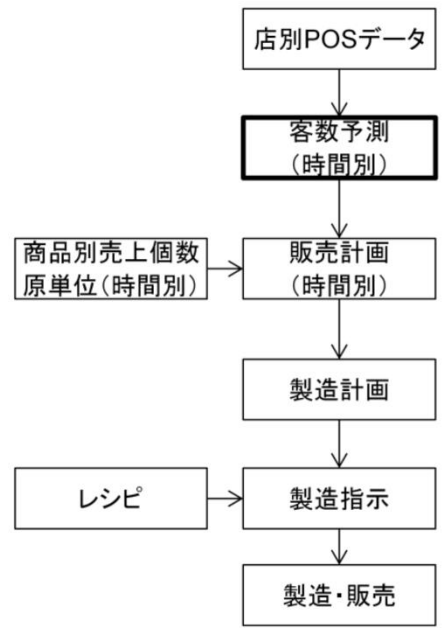 店別POSデータ
客数予測
(時間別)
商品別売上個数
原単位(時間別)
販売計画
(時間別)
製造計画
レシピ
製造指示
製造・販売